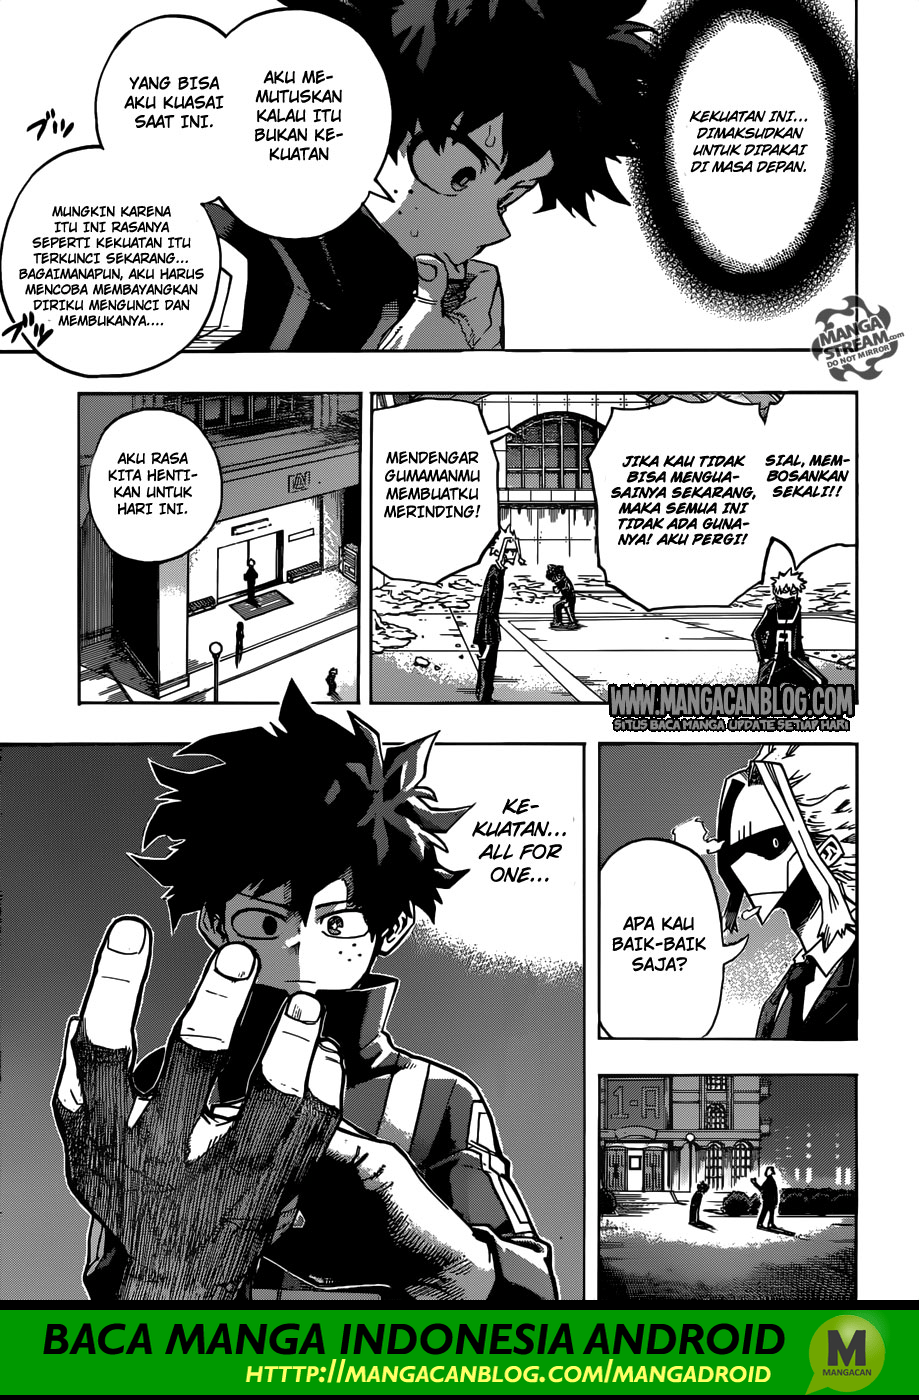 KEKUATAN INI...
DIMAKSUDKAN
UNTUK DIPAKAI
DI MASA DEPAN.
AKU ME-
MUTUSKAN
KALAU ITU
BUKAN KE-
KUATAN
YANG BISA
AKU KUASAI
SAAT INI.
MUNGKIN KARENA
ITU INI RASANYA
SEPERTI KEKUATAN ITU
TERKUNCI SEKARANG...
BAGAIMANAPUN, AKU HARUS
MENCOBA MEMBAYANGKAN
DIRIKU MENGUNCI DAN
MEMBUKANYA....
ブツ
ブツ
MANGA
STREAM.com
DO NOT MIRROR
SIAL, MEM-
BOSANKAN
SEKALI!!
JIKA KAU TIDAK
BISA MENGUA-
SAINYA SEKARANG,
MAKA SEMUA INI
TIDAK ADA GUNA-
NYA! AKU PERGI!
MENDENGAR
GUMAMANMU
MEMBUATKU
MERINDING!
AKU RASA
KITA HENTI-
KAN UNTUK
HARI INI.
WWW.MANGACANBLOG.COM
SITUS BACA MANGA UPDATE SETIAP HARI
APA KAU
BAIK-BAIK
SAJA?
KE-
KUATAN...
ALL FOR
ONE...
1-A
BACA MANGA INDONESIA ANDROID
HTTTP://MANGACANBLOG.COM/MANGADROID
M
MANGACAN